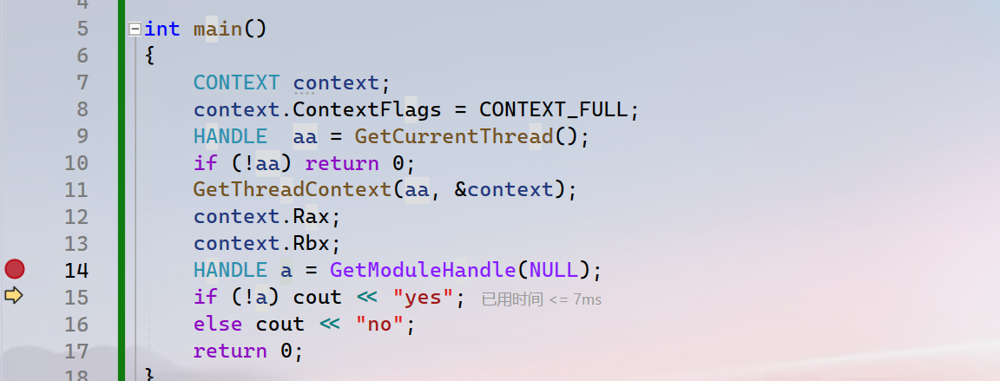 4
5 int main()
6 {
7 CONTEXT context;
8 context.ContextFlags = CONTEXT_FULL;
9 HANDLE  aa = GetCurrentThread();
10 if (!aa) return 0;
11 GetThreadContext(aa, &context);
12 context.Rax;
13 context.Rbx;
14 HANDLE a = GetModuleHandle(NULL);
15 if (!a) cout << "yes"; 已用时间 <= 7ms
16 else cout << "no";
17 return 0;
18 }